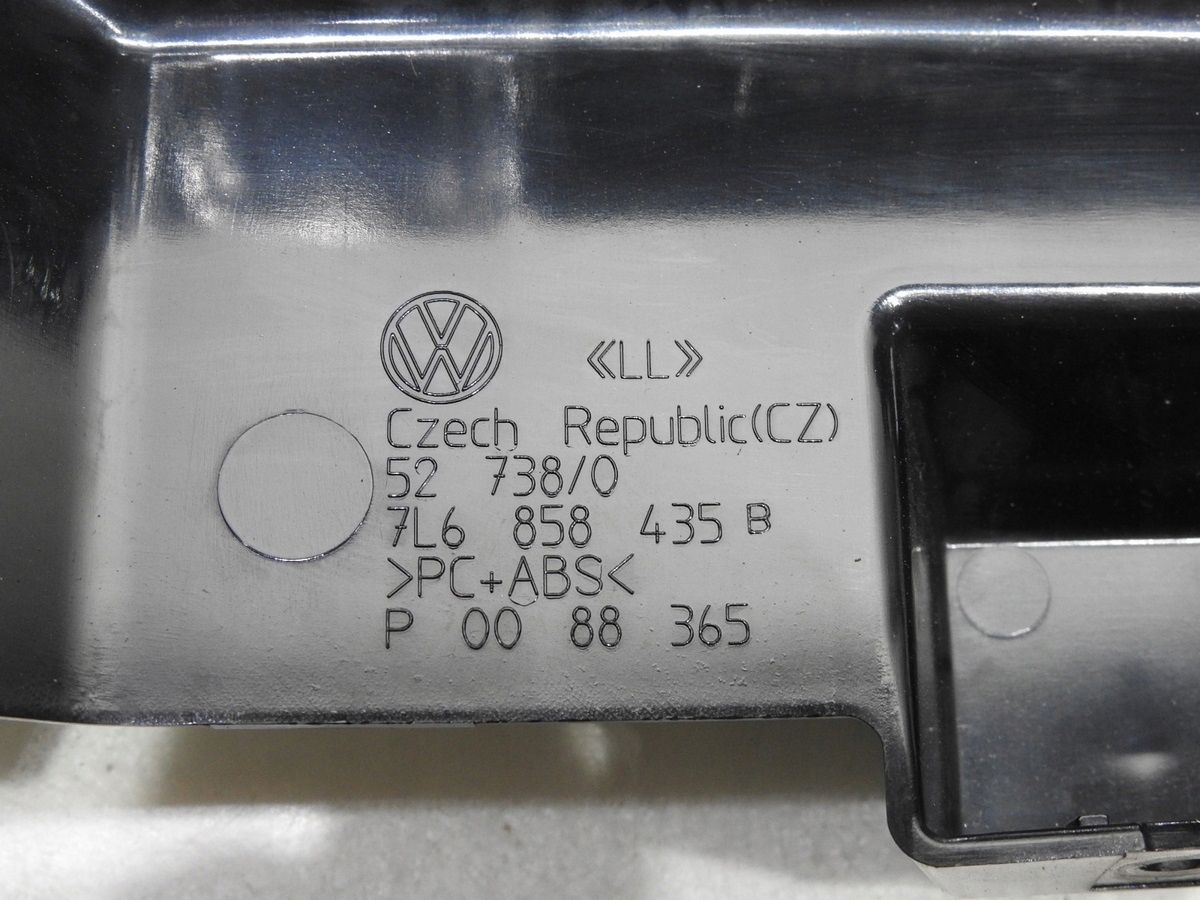 «LL»
Czech Republic(CZ)
52 738/0
7L6 858 435 B
>PC+ABS<
P 00 88 365